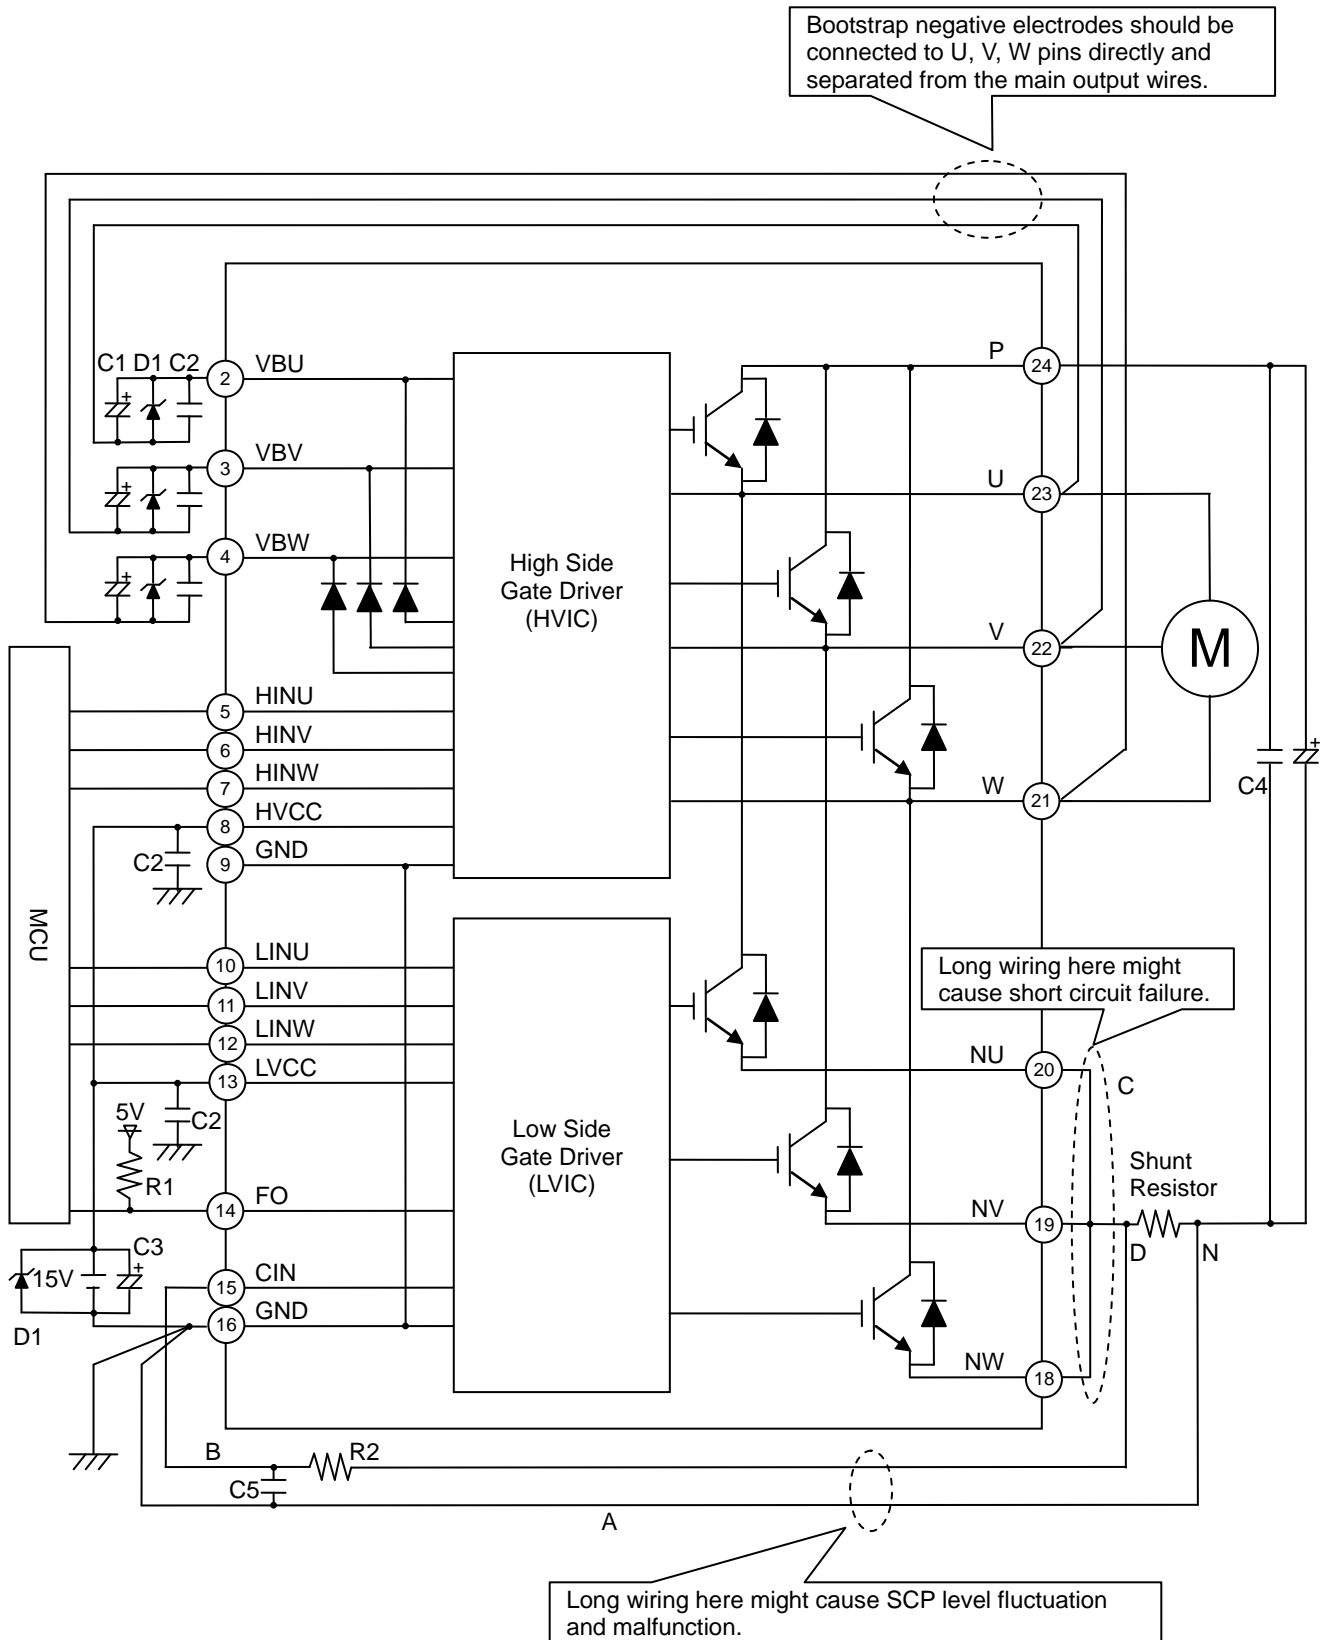 Bootstrap negative electrodes should be
connected to U, V, W pins directly and
separated from the main output wires.
C1 D1 C2
2
VBU
P
24
3
VBV
U
23
4
VBW
High Side
Gate Driver
(HVIC)
V
22
M
5
HINU
6
HINV
7
HINW
8
HVCC
9
GND
C2
W
21
C4
+
+
+
+
MCU
10
LINU
11
LINV
12
LINW
13
LVCC
C2
5V
R1
14
FO
Low Side
Gate Driver
(LVIC)
Long wiring here might
cause short circuit failure.
NU
20
C
Shunt
Resistor
NV
19
D
N
C3
+
15V
D1
15
CIN
16
GND
NW
18
B
R2
C5
A
Long wiring here might cause SCP level fluctuation
and malfunction.